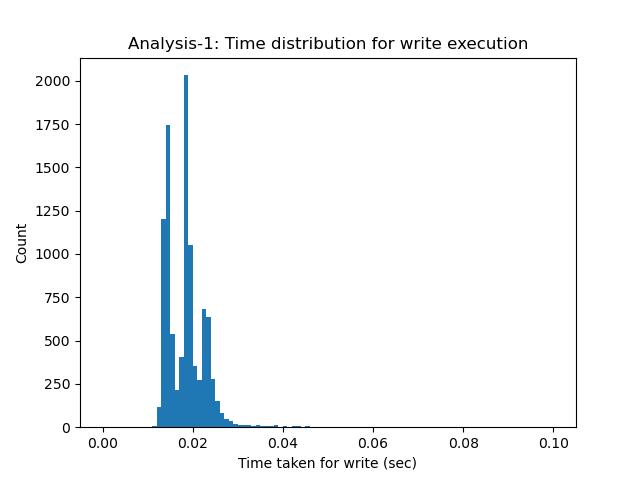 Analysis-1: Time distribution for write execution
2000
1750
1500
1250
1000
750
500
250
0
Count
0.00 0.02 0.04 0.06 0.08 0.10
Time taken for write (sec)